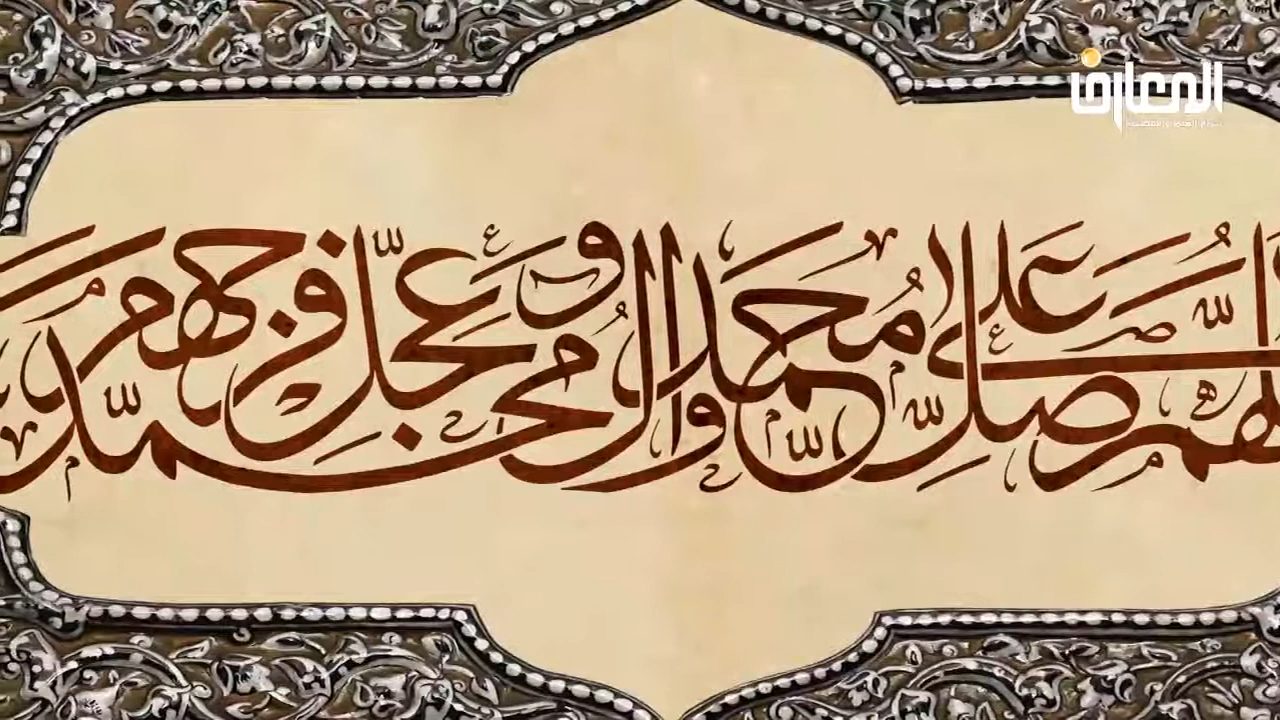 المعارف
اللهم صل على محمد وآل محمد وعجل فرجهم